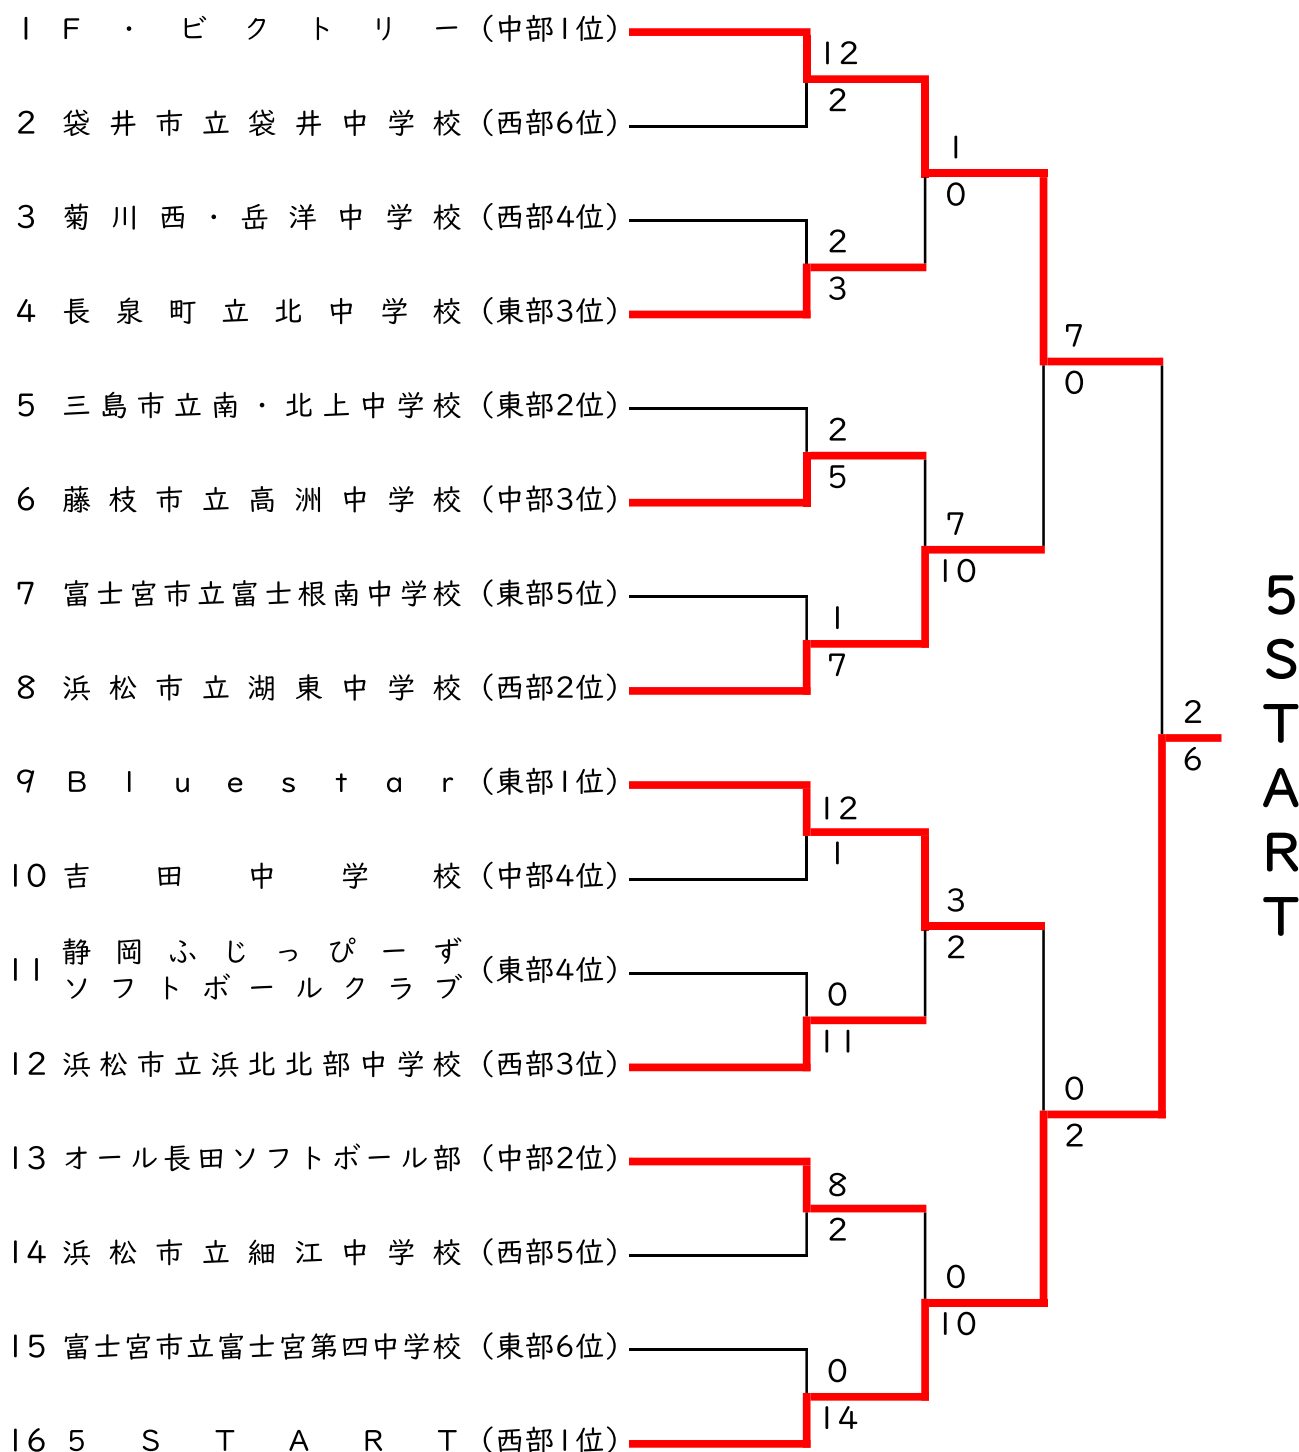 1 F・ビクトリー(中部1位)
12
2
2 袋井市立袋井中学校(西部6位)
1
0
3 菊川西・岳洋中学校(西部4位)
2
3
4 長泉町立北中学校(東部3位)
7
0
5 三島市立南・北上中学校(東部2位)
2
5
6 藤枝市立高洲中学校(中部3位)
7
10
7 富士宮市立富士根南中学校(東部5位)
1
7
8 浜松市立湖東中学校(西部2位)
2
6
5START
9 Bluestar(東部1位)
12
1
10 吉田中学校(中部4位)
3
2
11 静岡ふじっぴーず
ソフトボールクラブ(東部4位)
0
11
12 浜松市立浜北北部中学校(西部3位)
0
2
13 オール長田ソフトボール部(中部2位)
8
2
14 浜松市立細江中学校(西部5位)
0
10
15 富士宮市立富士宮第四中学校(東部6位)
0
14
16 5START(西部1位)